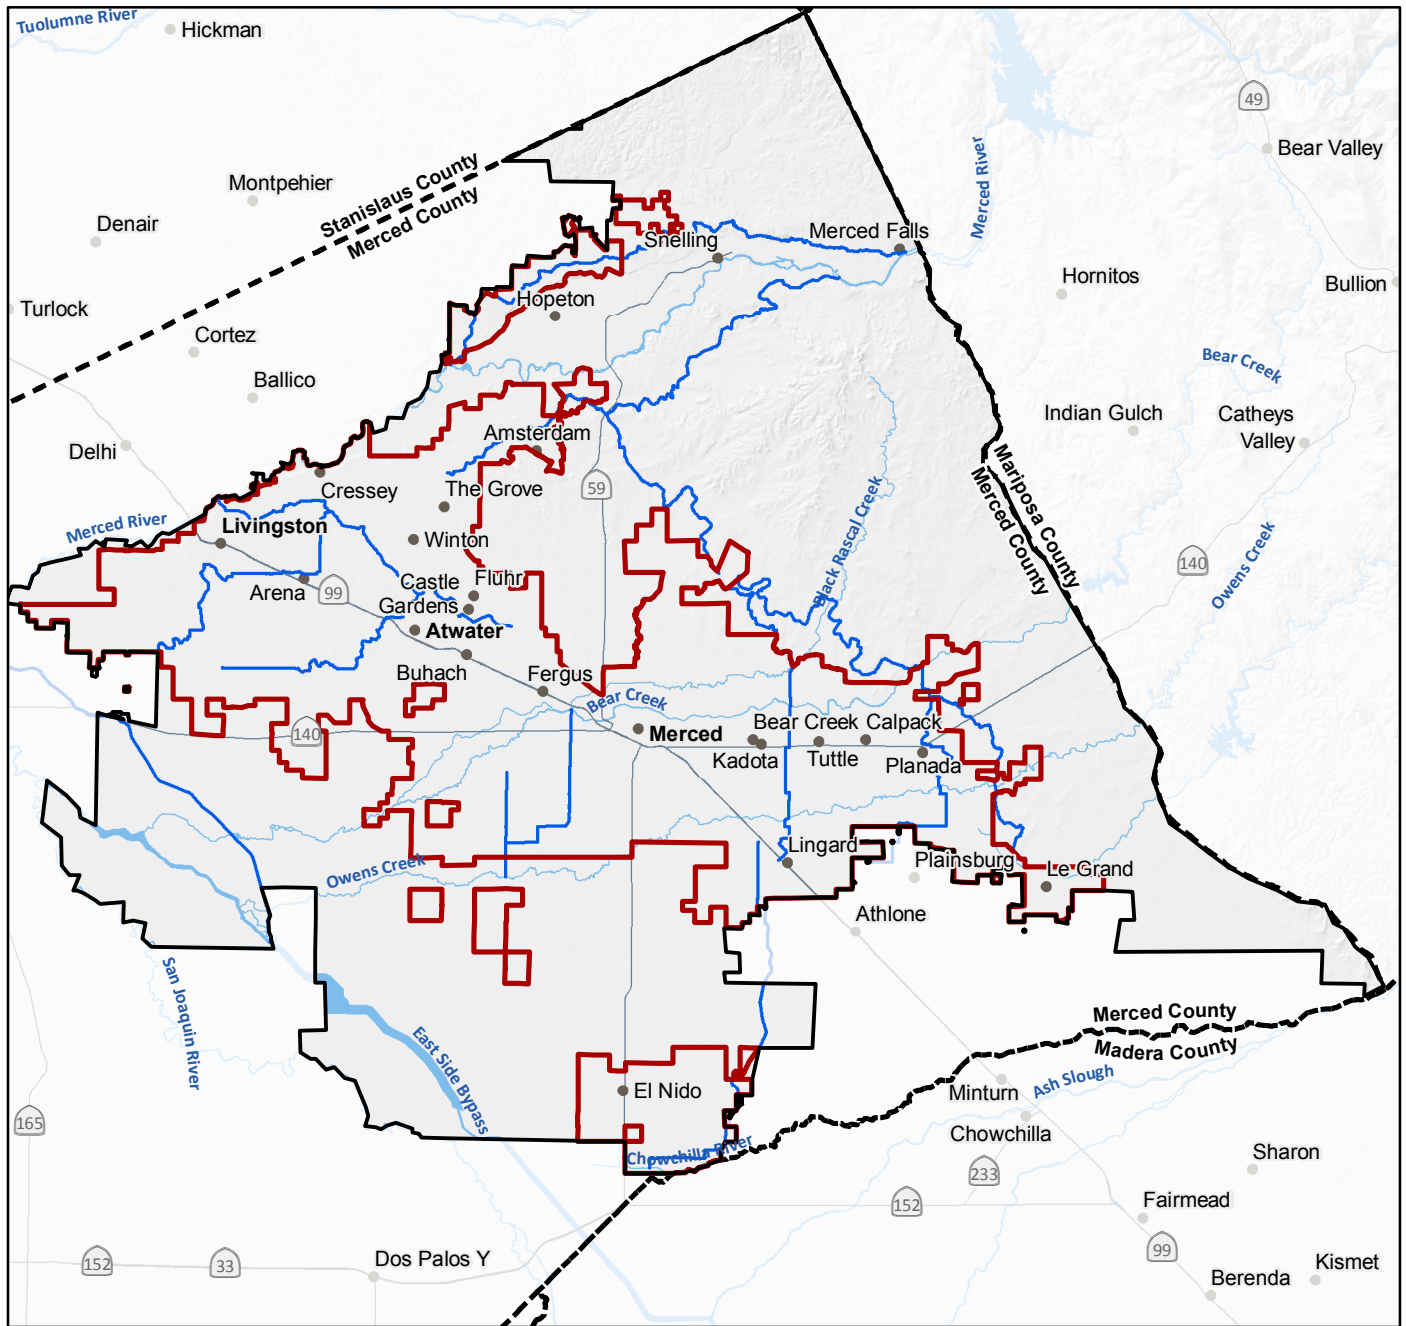 Tuolumne River
Hickman
49
Bear Valley
Merced River
Montpehier
Stanislaus County
Merced County
Denair
Snelling
Merced Falls
Hornitos
Bullion
Turlock
Hopeton
Cortez
Bear Creek
Ballico
Indian Gulch
Catheys
Valley
Delhi
Amsterdam
Mariposa County
Merced County
Cressey
The Grove
59
Black Rascal Creek
Merced River
Livingston
Winton
140
Owens Creek
Arena
99
Castle
Gardens
Fluhr
Atwater
Buhach
Fergus
Bear Creek
140
Merced
Bear Creek
Calpack
Kadota
Tuttle
Planada
Owens Creek
Lingard
Plainsburg
Le Grand
Athlone
San Joaquin River
East Side Bypass
Merced County
Madera County
El Nido
Minturn
Ash Slough
165
Chowchilla
Chowchilla River
Sharon
233
152
Fairmead
99
152
33
Dos Palos Y
Kismet
Berenda